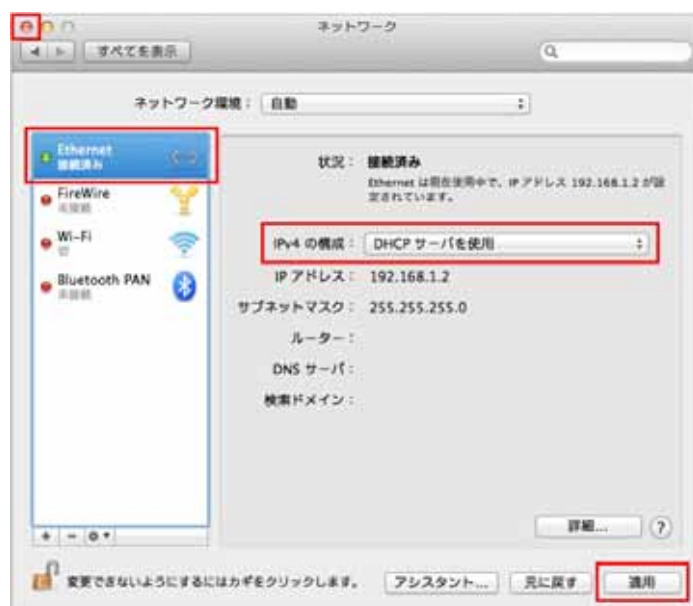 ネットワーク
すべてを表示
ネットワーク環境： 自動
Ethernet
接続済み
FireWire
未接続
Wi-Fi
切
Bluetooth PAN
未接続
状況： 接続済み
Ethernet は現在使用中で、IP アドレス 192.168.1.2 が設
定されています。
IPv4 の構成： DHCP サーバを使用
IP アドレス： 192.168.1.2
サブネットマスク： 255.255.255.0
ルーター：
DNS サーバ：
検索ドメイン：
詳細... ?
+ −
変更できないようにするにはカギをクリックします。 アシスタント... 元に戻す 適用